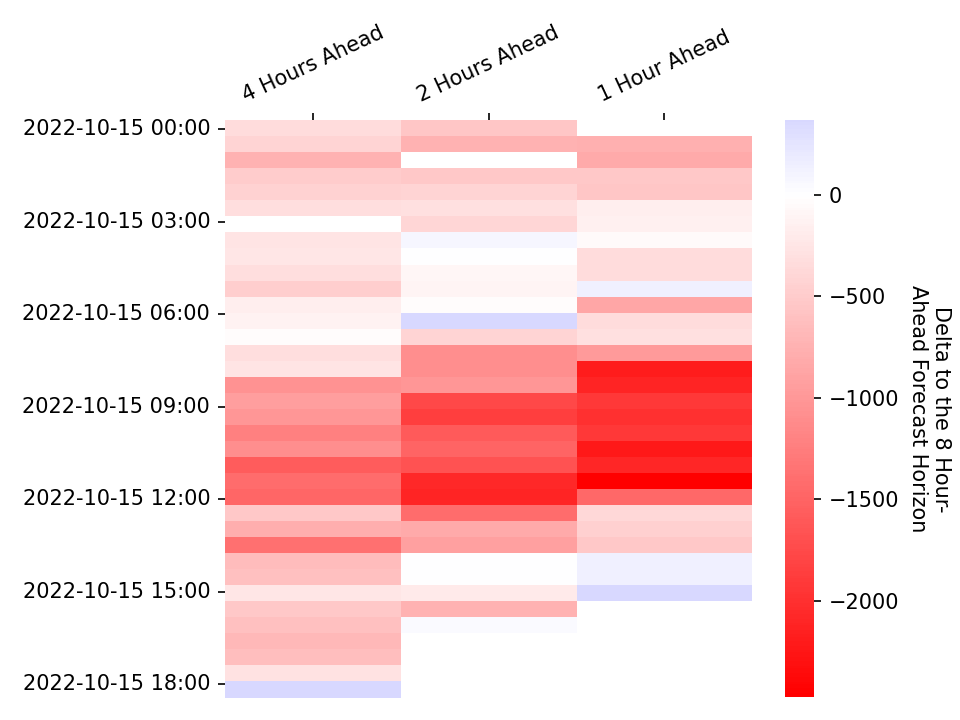 4 Hours Ahead
2 Hours Ahead
1 Hour Ahead
2022-10-15 00:00
2022-10-15 03:00
2022-10-15 06:00
2022-10-15 09:00
2022-10-15 12:00
2022-10-15 15:00
2022-10-15 18:00
0
−500
−1000
−1500
−2000
Delta to the 8 Hour-
Ahead Forecast Horizon